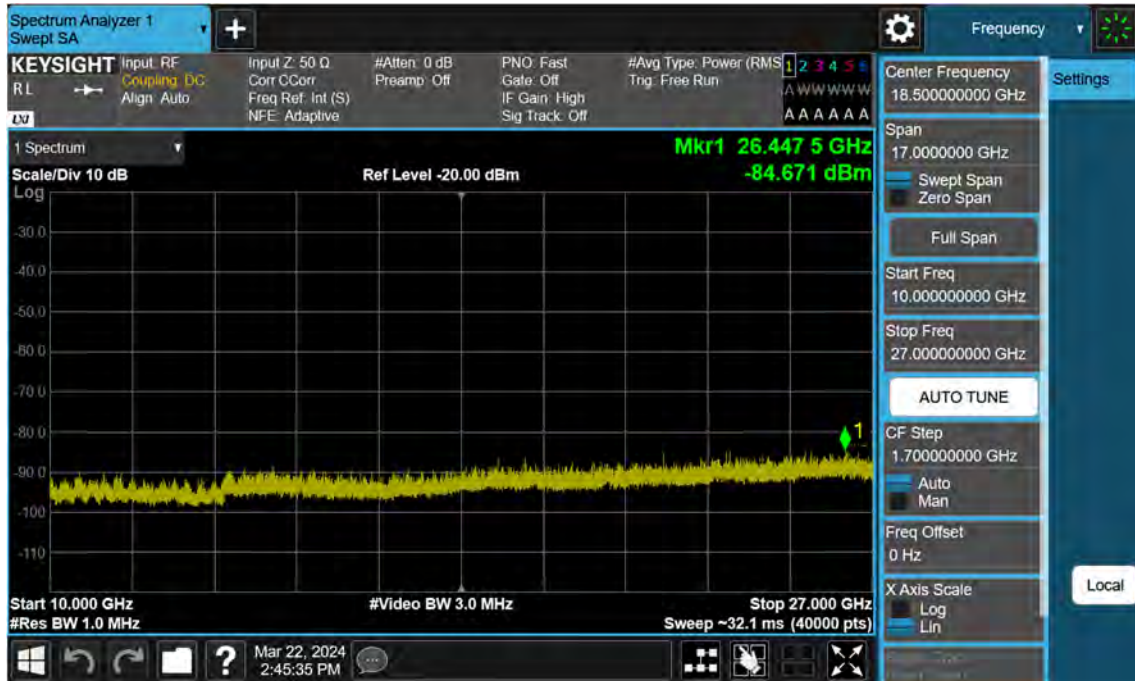 Spectrum Analyzer 1
Swept SA
+
Frequency
KEYSIGHT
RL
LXI
Input: RF
Coupling: DC
Align: Auto
Input Z: 50 Ω
Corr CCorr
Freq Ref: Int (S)
NFE: Adaptive
#Atten: 0 dB
Preamp: Off
PNO: Fast
Gate: Off
IF Gain: High
Sig Track: Off
#Avg Type: Power (RMS
Trig: Free Run
1 2 3 4 5 6
A W W W W W
A A A A A A
Center Frequency
18.500000000 GHz
Settings
1 Spectrum
Mkr1 26.447 5 GHz
-84.671 dBm
Scale/Div 10 dB
Ref Level -20.00 dBm
Log
-30.0
-40.0
-50.0
-60.0
-70.0
-80.0
-90.0
-100
-110
1
Span
17.0000000 GHz
Swept Span
Zero Span
Full Span
Start Freq
10.000000000 GHz
Stop Freq
27.000000000 GHz
AUTO TUNE
CF Step
1.700000000 GHz
Auto
Man
Freq Offset
0 Hz
X Axis Scale
Log
Lin
Local
Start 10.000 GHz
#Video BW 3.0 MHz
Stop 27.000 GHz
#Res BW 1.0 MHz
Sweep ~32.1 ms (40000 pts)
?
Mar 22, 2024
2:45:35 PM